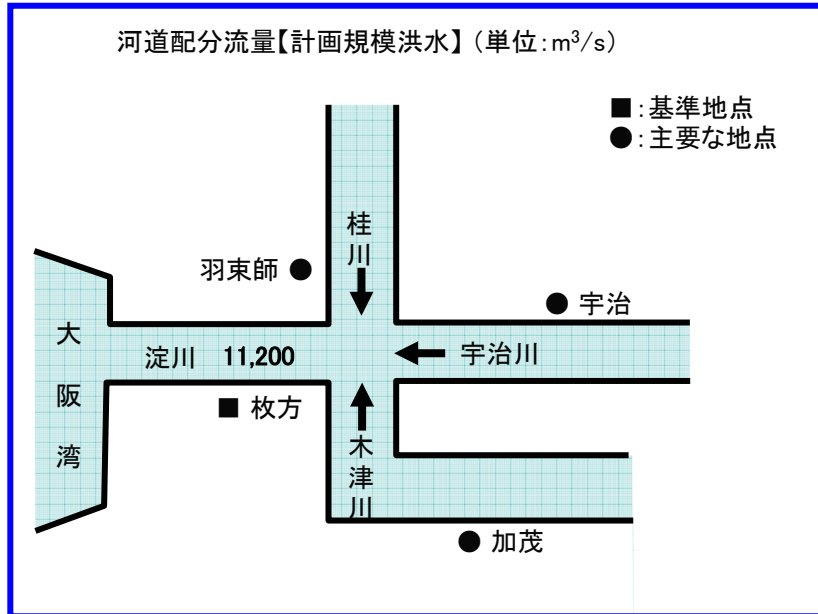 河道配分流量【計画規模洪水】（単位：m³/s）
■：基準地点
●：主要な地点
桂川
羽束師 ●
● 宇治
大阪湾
淀川 11,200
宇治川
■ 枚方
木津川
● 加茂